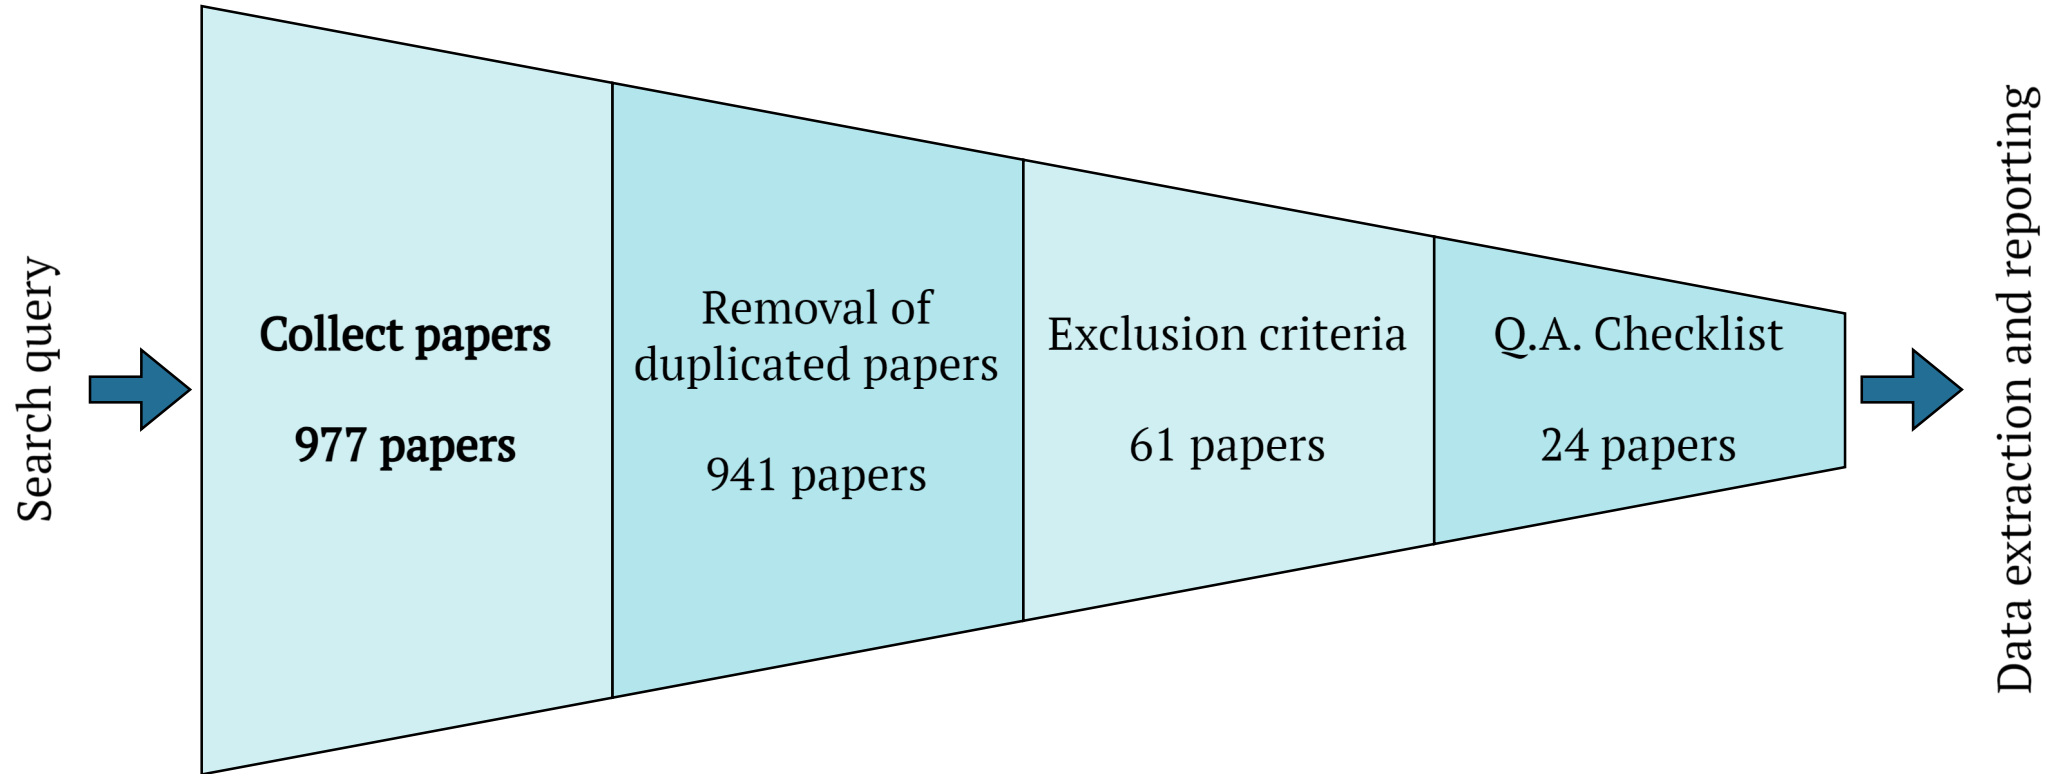 Search query
Collect papers
977 papers
Removal of
duplicated papers
941 papers
Exclusion criteria
61 papers
Q.A. Checklist
24 papers
Data extraction and reporting